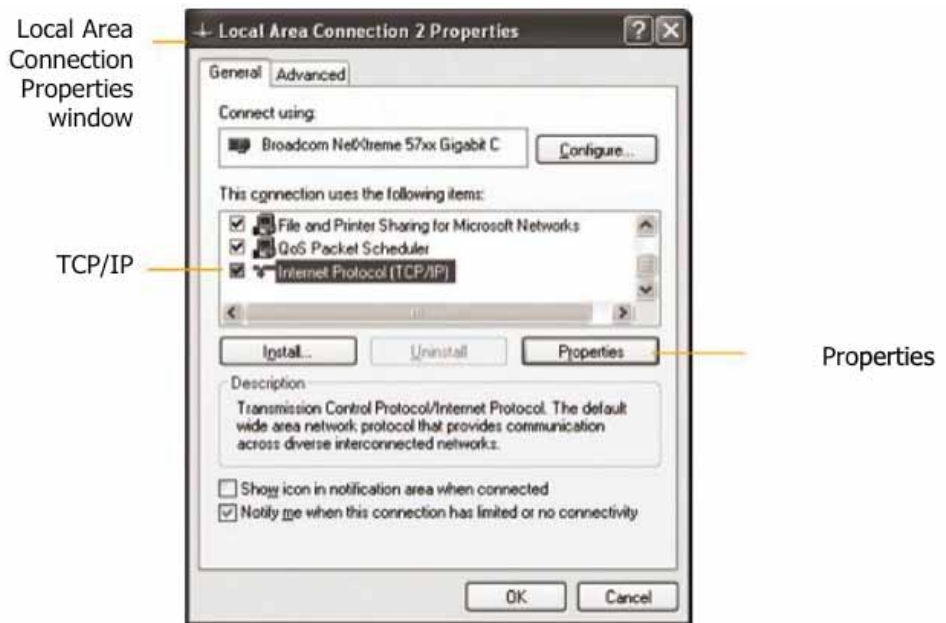 Local Area
Connection
Properties
window
Local Area Connection 2 Properties
General Advanced
Connect using:
Broadcom NetXtreme 57xx Gigabit C
Configure...
This connection uses the following items:
File and Printer Sharing for Microsoft Networks
QoS Packet Scheduler
TCP/IP
Internet Protocol (TCP/IP)
Install... Uninstall Properties
Properties
Description
Transmission Control Protocol/Internet Protocol. The default
wide area network protocol that provides communication
across diverse interconnected networks.
Show icon in notification area when connected
Notify me when this connection has limited or no connectivity
OK Cancel